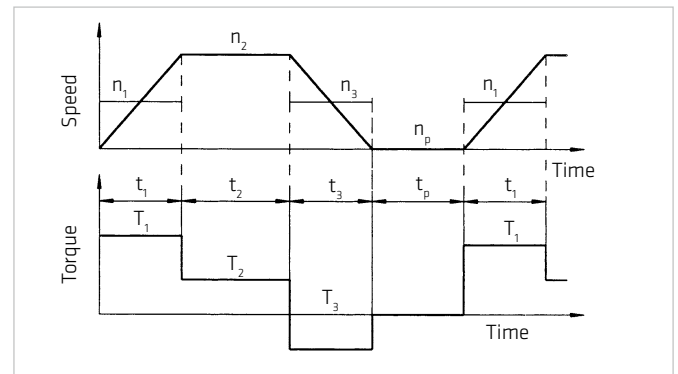 Speed
n₁
n₂
n₃
nₚ
n₁
Time
Torque
t₁
t₂
t₃
tₚ
t₁
T₁
T₂
T₃
T₁
Time